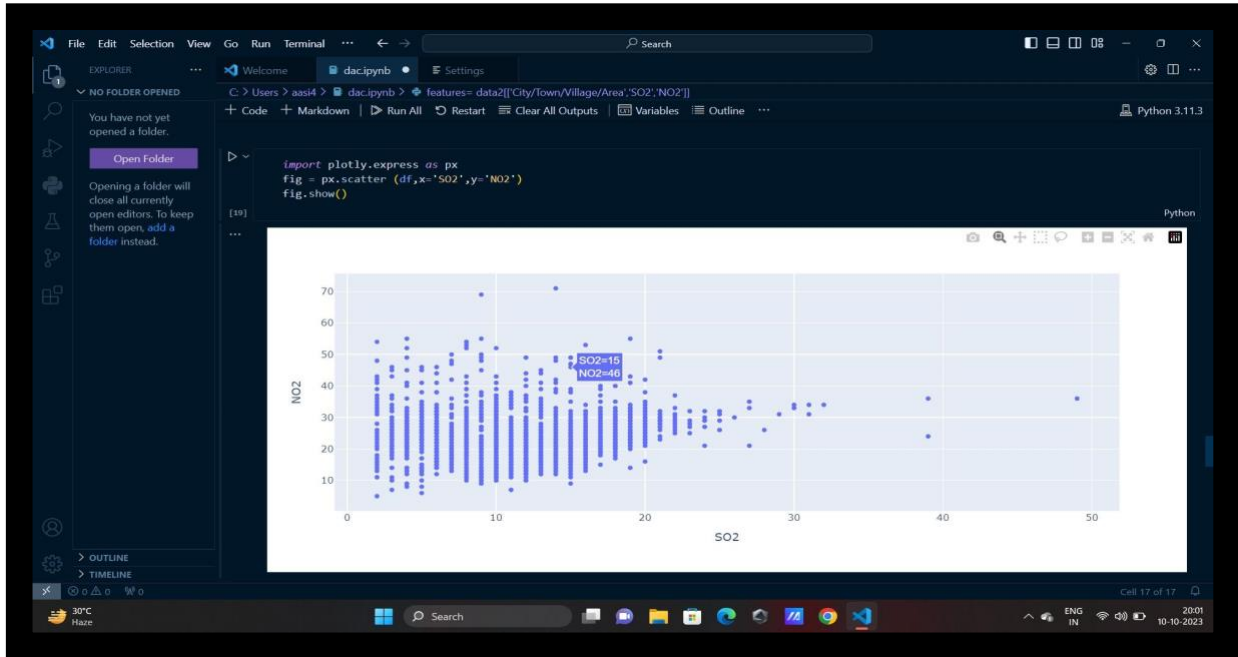 File Edit Selection View Go Run Terminal ··· ← → Search
EXPLORER ···
Welcome dac.ipynb ● Settings
1
NO FOLDER OPENED
C: > Users > aasi4 > dac.ipynb > features= data2[['City/Town/Village/Area','SO2','NO2']]
+ Code + Markdown | Run All Restart Clear All Outputs | Variables Outline ··· Python 3.11.3
You have not yet
opened a folder.
Open Folder
Opening a folder will
close all currently
open editors. To keep
them open, add a
folder instead.
import plotly.express as px
fig = px.scatter (df,x='SO2',y='NO2')
fig.show()
[19] Python
···
70
60
50
40
30
20
10
NO2
SO2=15
NO2=46
0 10 20 30 40 50
SO2
> OUTLINE
> TIMELINE
0 0 0 Cell 17 of 17
30°C
Haze
Search
ENG
IN
20:01
10-10-2023